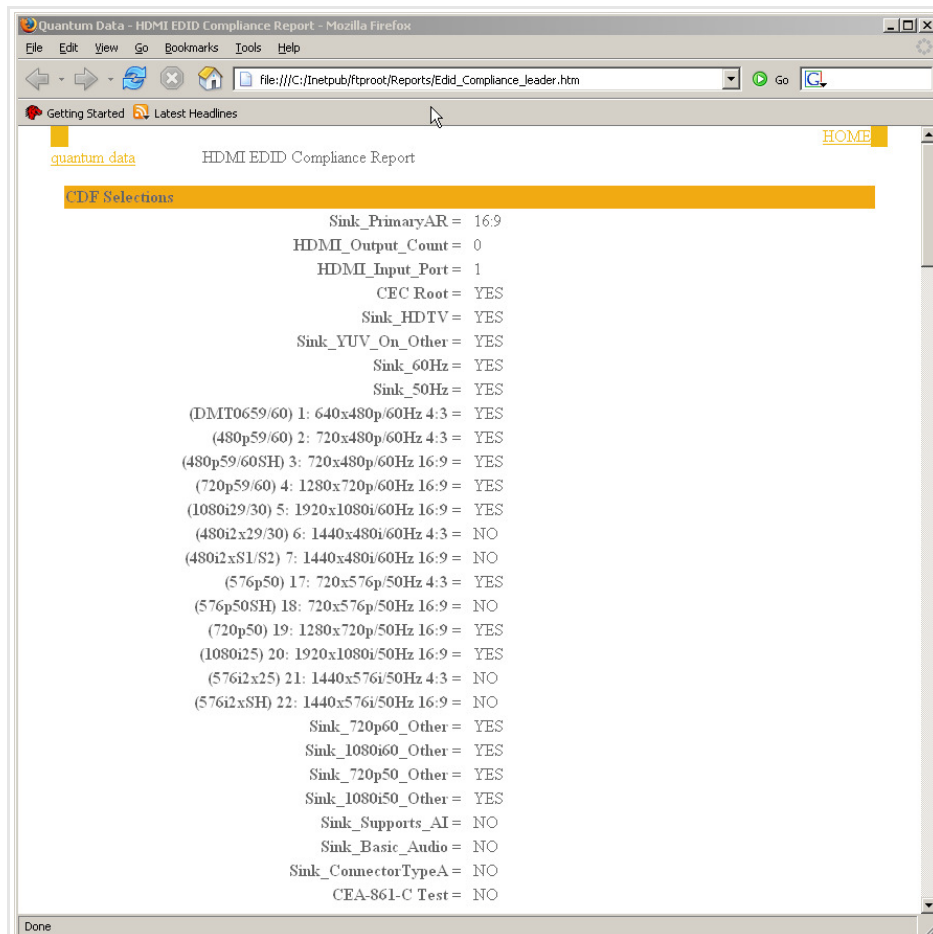 Quantum Data - HDMI EDID Compliance Report - Mozilla Firefox
File Edit View Go Bookmarks Tools Help
file:///C:/Inetpub/ftproot/Reports/Edid_Compliance_leader.htm Go G
Getting Started Latest Headlines
HOME
quantum data HDMI EDID Compliance Report
CDF Selections
Sink_PrimaryAR = 16:9
HDMI_Output_Count = 0
HDMI_Input_Port = 1
CEC Root = YES
Sink_HDTV = YES
Sink_YUV_On_Other = YES
Sink_60Hz = YES
Sink_50Hz = YES
(DMT0659/60) 1: 640x480p/60Hz 4:3 = YES
(480p59/60) 2: 720x480p/60Hz 4:3 = YES
(480p59/60SH) 3: 720x480p/60Hz 16:9 = YES
(720p59/60) 4: 1280x720p/60Hz 16:9 = YES
(1080i29/30) 5: 1920x1080i/60Hz 16:9 = YES
(480i2x29/30) 6: 1440x480i/60Hz 4:3 = NO
(480i2xS1/S2) 7: 1440x480i/60Hz 16:9 = NO
(576p50) 17: 720x576p/50Hz 4:3 = YES
(576p50SH) 18: 720x576p/50Hz 16:9 = NO
(720p50) 19: 1280x720p/50Hz 16:9 = YES
(1080i25) 20: 1920x1080i/50Hz 16:9 = YES
(576i2x25) 21: 1440x576i/50Hz 4:3 = NO
(576i2xSH) 22: 1440x576i/50Hz 16:9 = NO
Sink_720p60_Other = YES
Sink_1080i60_Other = YES
Sink_720p50_Other = YES
Sink_1080i50_Other = YES
Sink_Supports_AI = NO
Sink_Basic_Audio = NO
Sink_ConnectorTypeA = NO
CEA-861-C Test = NO
Done